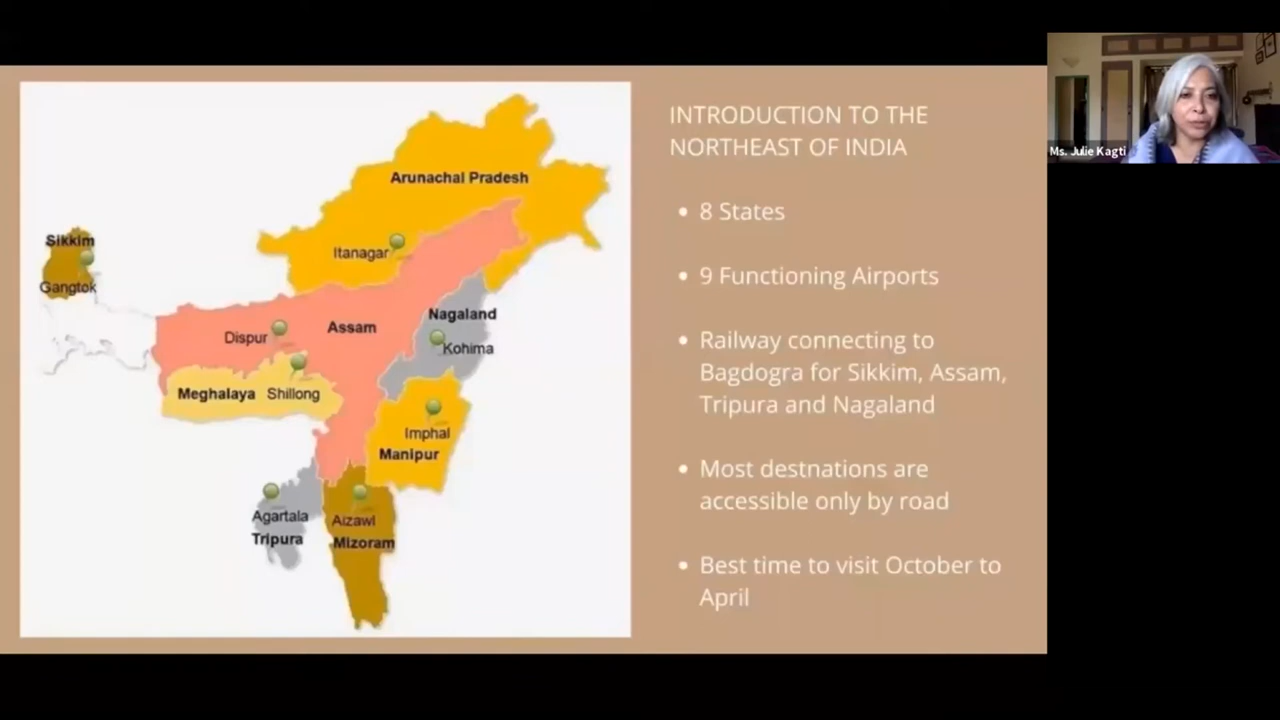 INTRODUCTION TO THE
NORTHEAST OF INDIA
8 States
9 Functioning Airports
Railway connecting to
Bagdogra for Sikkim, Assam,
Tripura and Nagaland
Most destnations are
accessible only by road
Best time to visit October to
April
Arunachal Pradesh
Itanagar
Sikkim
Gangtok
Nagaland
Kohima
Assam
Dispur
Meghalaya
Shillong
Imphal
Manipur
Agartala
Tripura
Aizawl
Mizoram
Ms. Julie Kagti